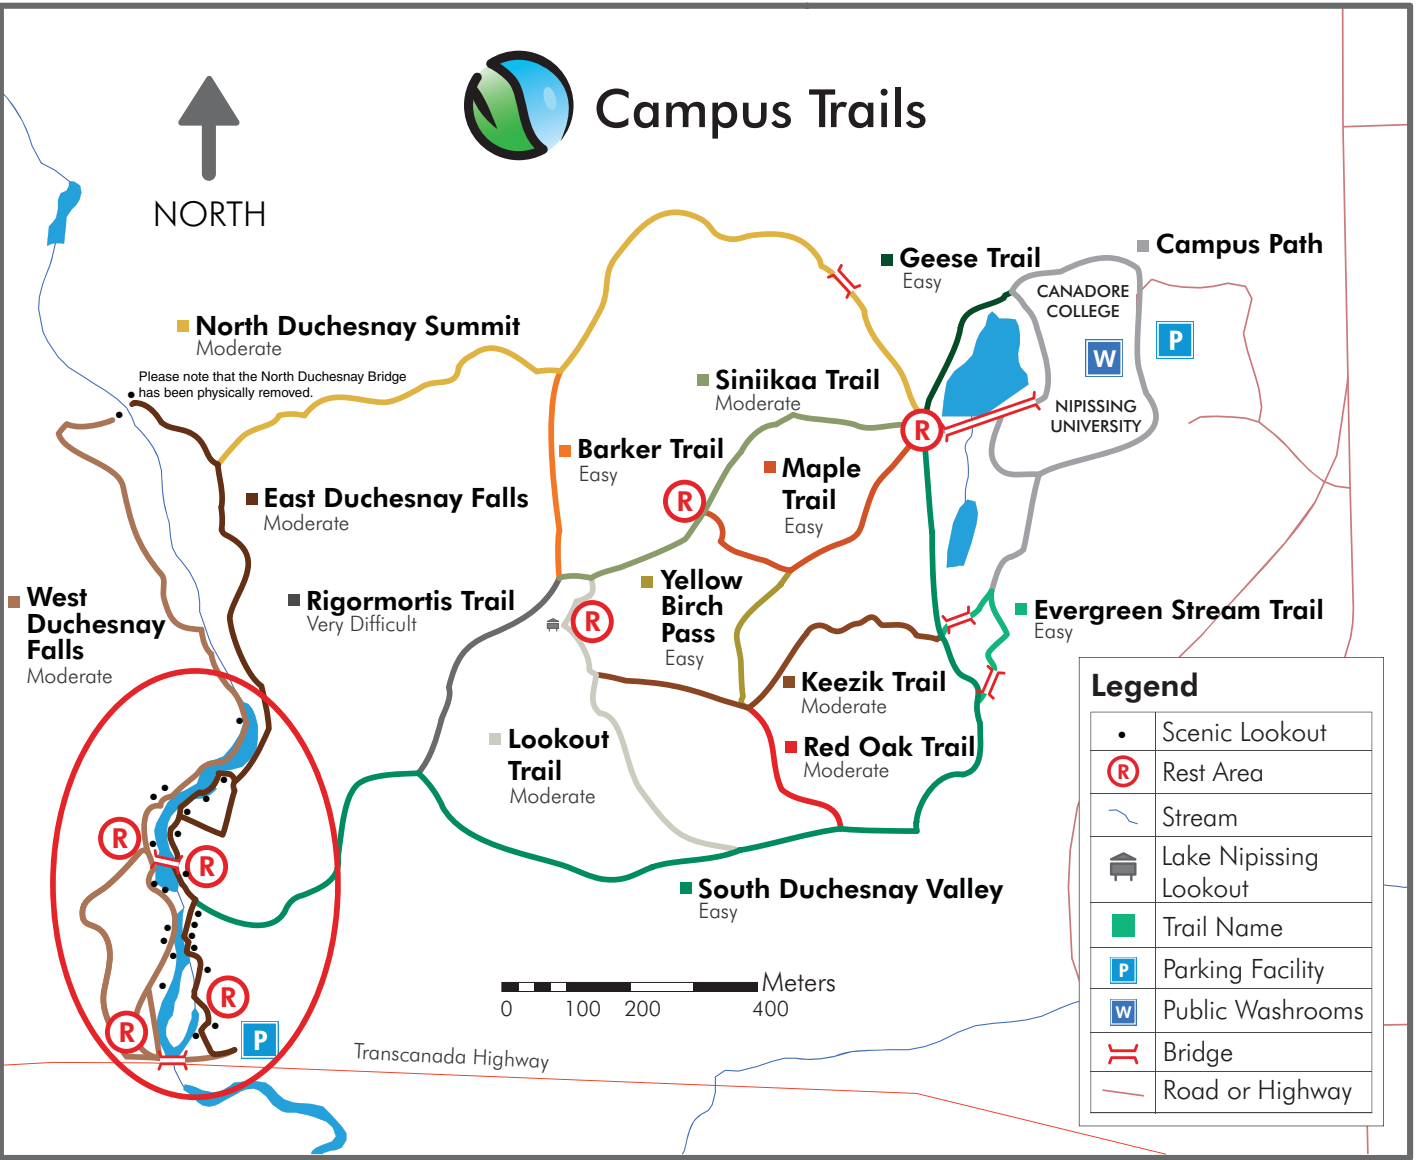 Campus Trails
NORTH
Geese Trail
Easy
Campus Path
CANADORE
COLLEGE
W
P
NIPISSING
UNIVERSITY
North Duchesnay Summit
Moderate
Please note that the North Duchesnay Bridge
has been physically removed.
Siniikaa Trail
Moderate
R
Barker Trail
Easy
Maple
Trail
Easy
R
East Duchesnay Falls
Moderate
West
Duchesnay
Falls
Moderate
Rigormortis Trail
Very Difficult
R
Yellow
Birch
Pass
Easy
Evergreen Stream Trail
Easy
Keezik Trail
Moderate
Lookout
Trail
Moderate
Red Oak Trail
Moderate
R
R
South Duchesnay Valley
Easy
R
R
P
Meters
0 100 200 400
Transcanada Highway
Legend
Scenic Lookout
R Rest Area
Stream
Lake Nipissing
Lookout
Trail Name
P Parking Facility
W Public Washrooms
Bridge
Road or Highway